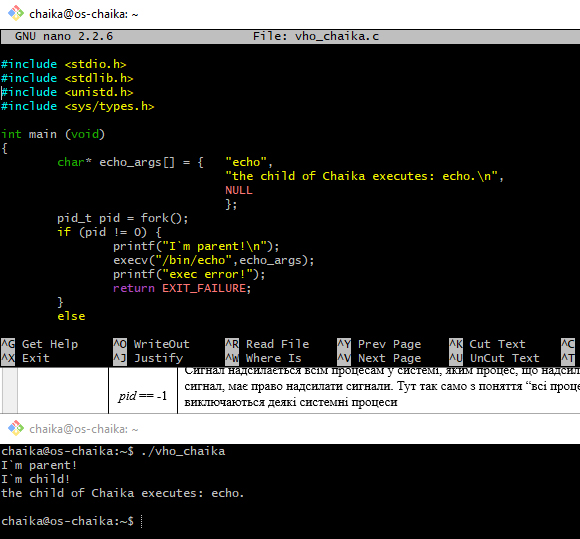 chaika@os-chaika: ~
GNU nano 2.2.6 File: vho_chaika.c
#include <stdio.h>
#include <stdlib.h>
#include <unistd.h>
#include <sys/types.h>
int main (void)
{
char* echo_args[] = { "echo",
"the child of Chaika executes: echo.\n",
NULL
};
pid_t pid = fork();
if (pid != 0) {
printf("I`m parent!\n");
execv("/bin/echo",echo_args);
printf("exec error!");
return EXIT_FAILURE;
}
else
^G Get Help ^O WriteOut ^R Read File ^Y Prev Page ^K Cut Text ^C
^X Exit ^J Justify ^W Where Is ^V Next Page ^U UnCut Text ^T
Сигнал надсилається всім процесам у системі, яким процес, що
pid == -1 сигнал, має право надсилати сигнали. Тут так само з поняття “всі
виключаються деякі системні процеси
chaika@os-chaika: ~
chaika@os-chaika:~$ ./vho_chaika
I`m parent!
I`m child!
the child of Chaika executes: echo.
chaika@os-chaika:~$